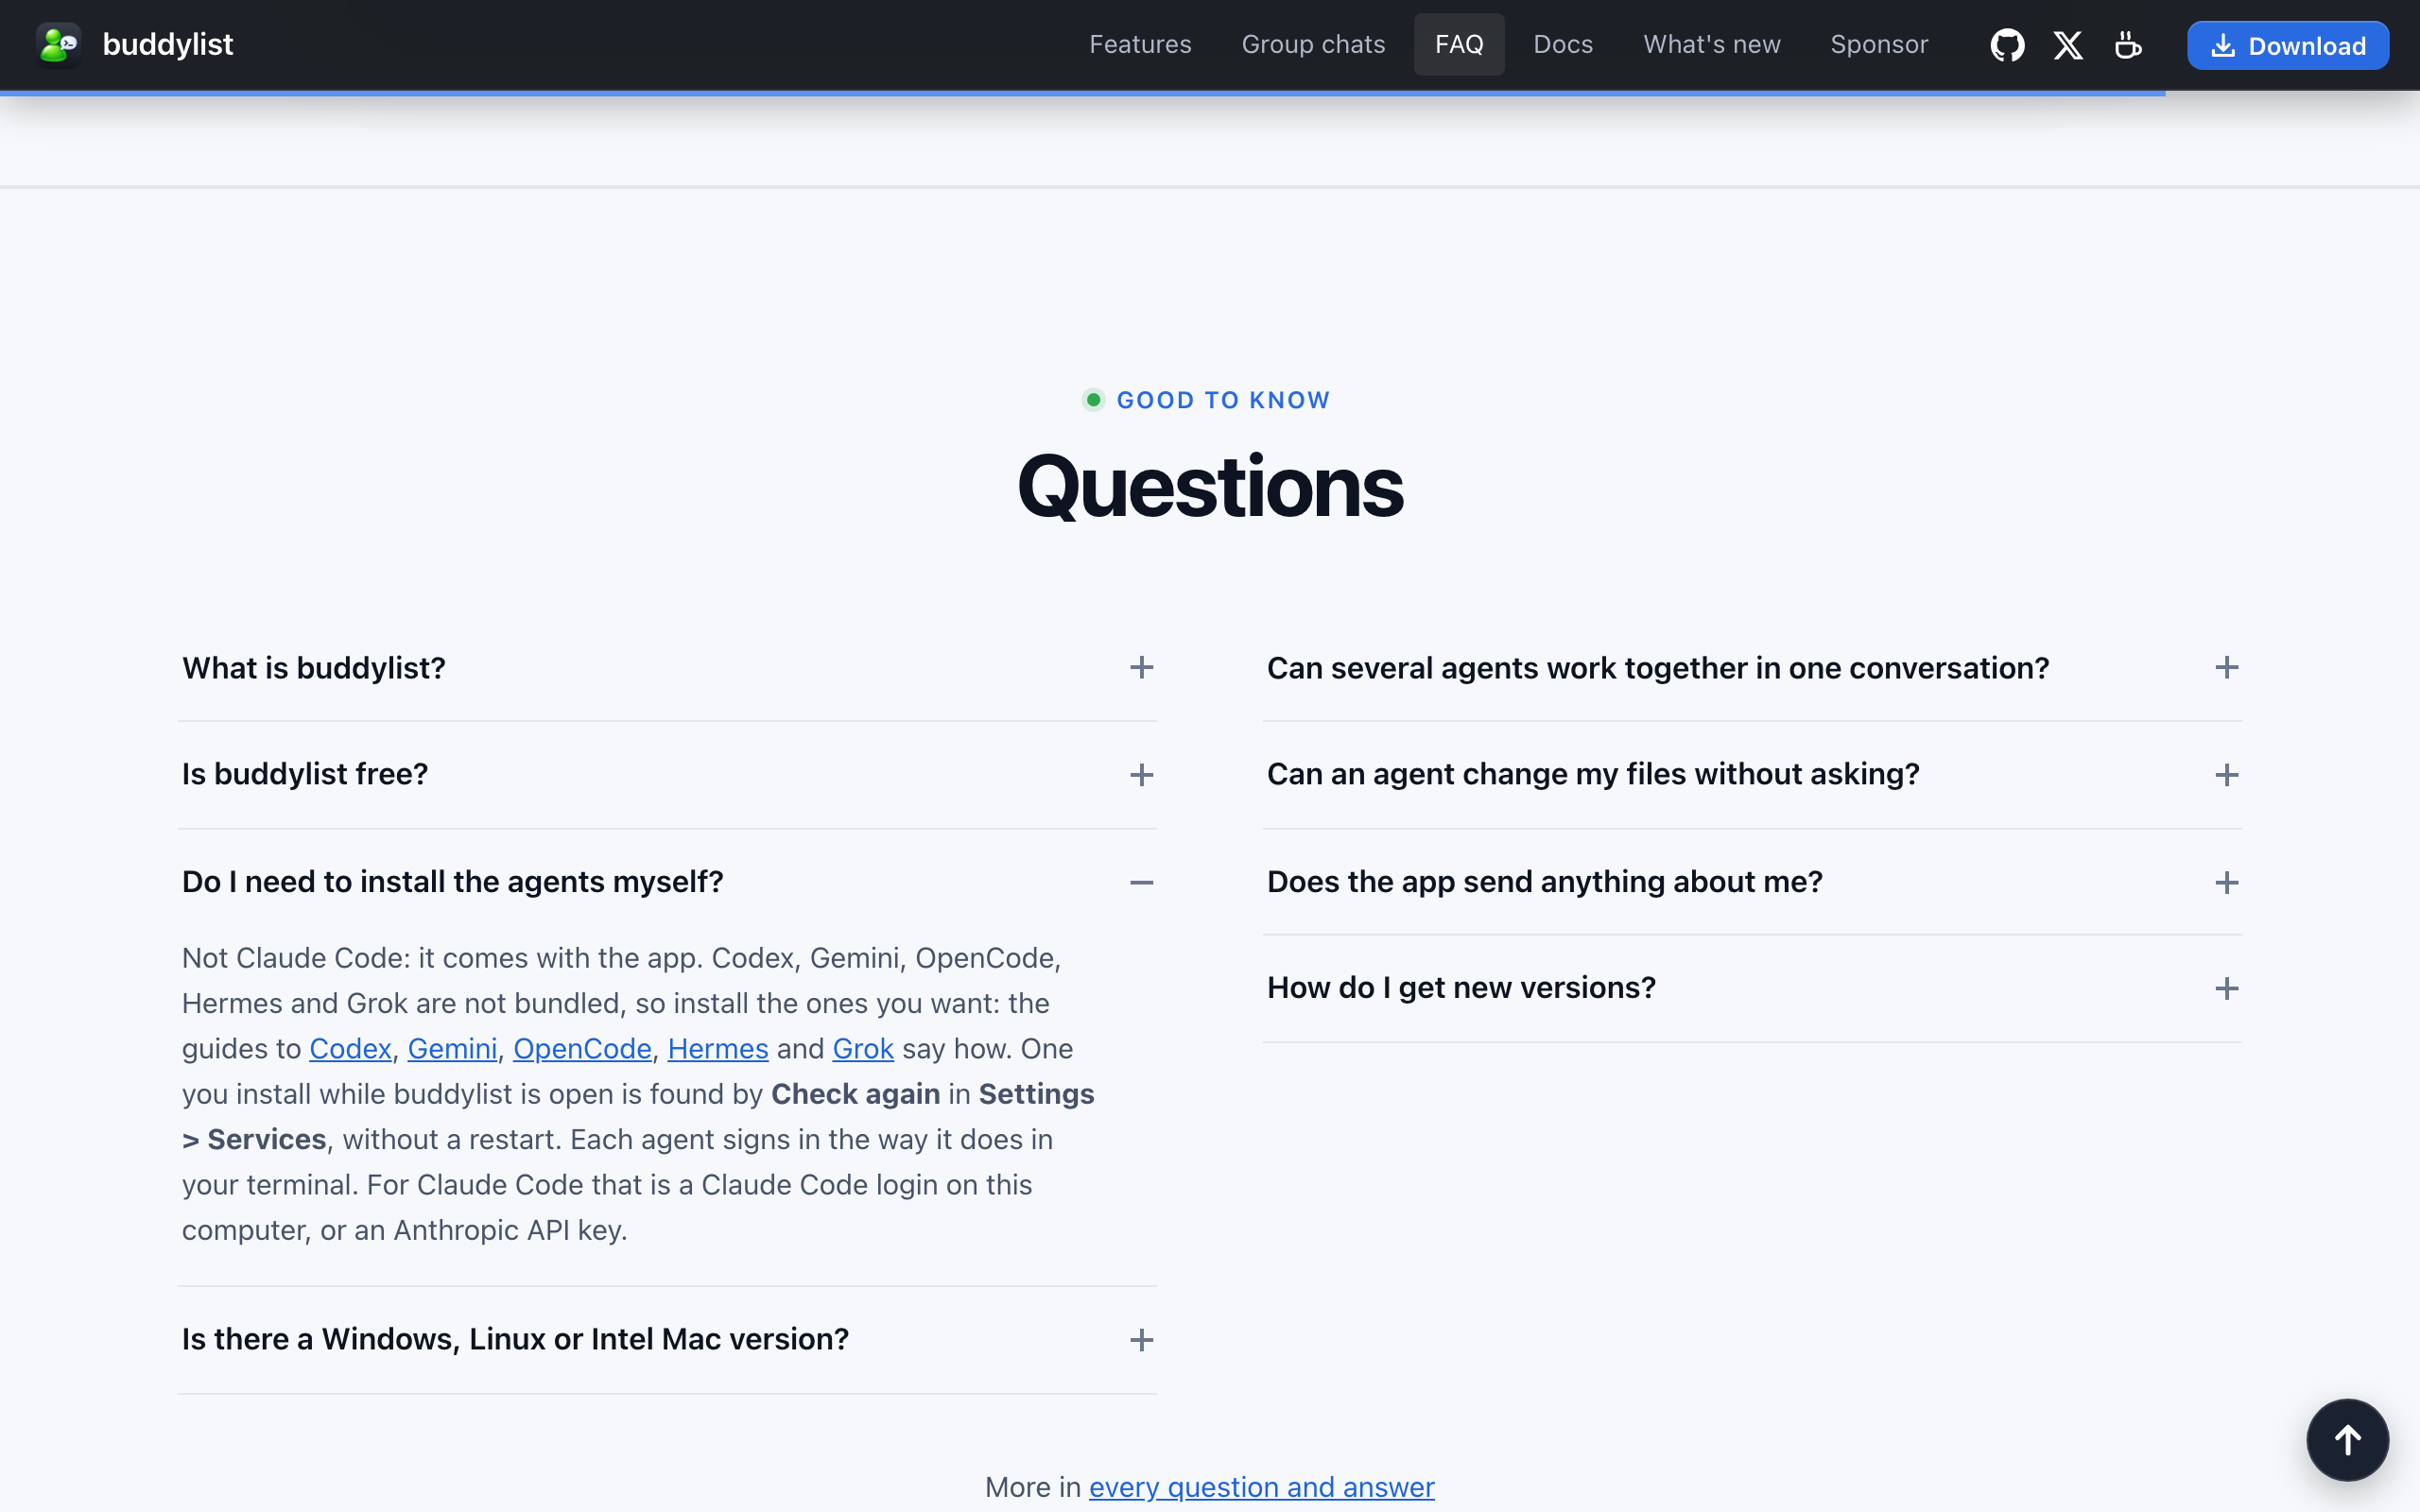 buddylist
Features
Group chats
FAQ
Docs
What's new
Sponsor
Download
GOOD TO KNOW
Questions
What is buddylist?
Is buddylist free?
Do I need to install the agents myself?
Not Claude Code: it comes with the app. Codex, Gemini, OpenCode,
Hermes and Grok are not bundled, so install the ones you want: the
guides to Codex, Gemini, OpenCode, Hermes and Grok say how. One
you install while buddylist is open is found by Check again in Settings
> Services, without a restart. Each agent signs in the way it does in
your terminal. For Claude Code that is a Claude Code login on this
computer, or an Anthropic API key.
Is there a Windows, Linux or Intel Mac version?
Can several agents work together in one conversation?
Can an agent change my files without asking?
Does the app send anything about me?
How do I get new versions?
More in every question and answer